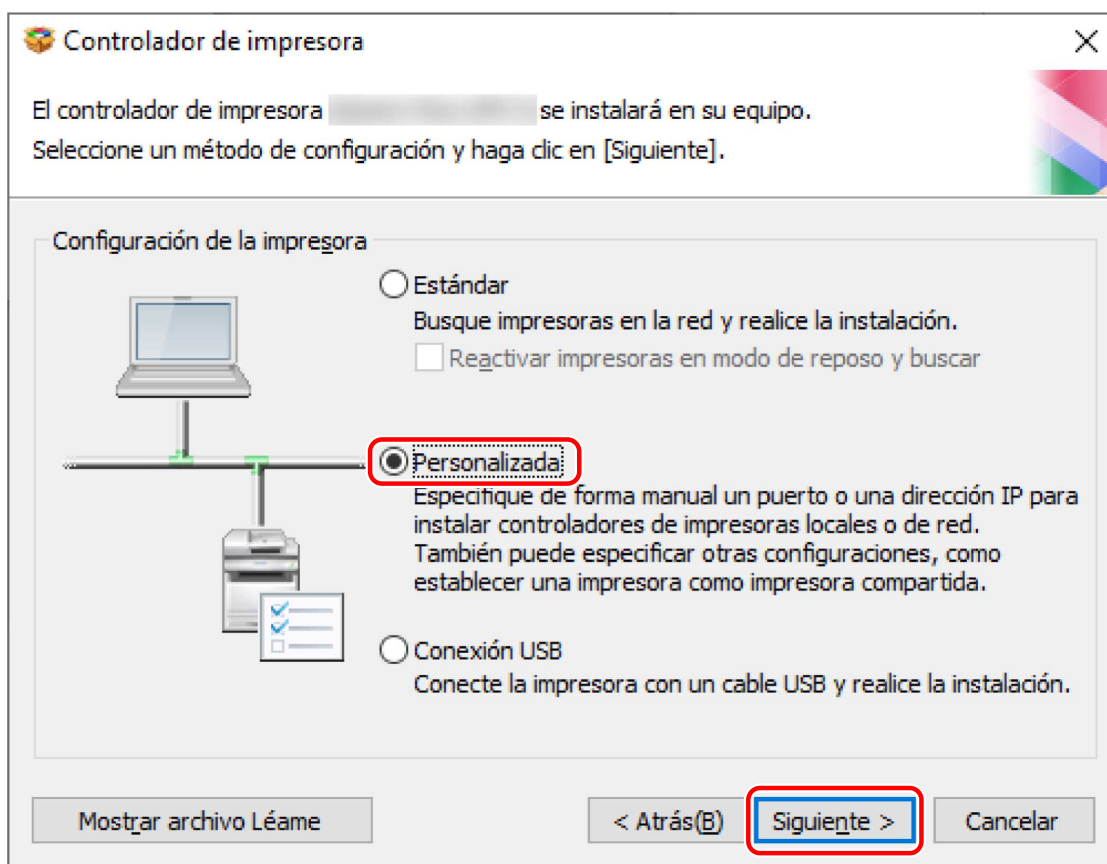 Controlador de impresora
El controlador de impresora se instalará en su equipo.
Seleccione un método de configuración y haga clic en [Siguiente].
Configuración de la impresora
Estándar
Busque impresoras en la red y realice la instalación.
Reactivar impresoras en modo de reposo y buscar
Personalizada
Especifique de forma manual un puerto o una dirección IP para
instalar controladores de impresoras locales o de red.
También puede especificar otras configuraciones, como
establecer una impresora como impresora compartida.
Conexión USB
Conecte la impresora con un cable USB y realice la instalación.
Mostrar archivo Léame
< Atrás(B)
Siguiente >
Cancelar